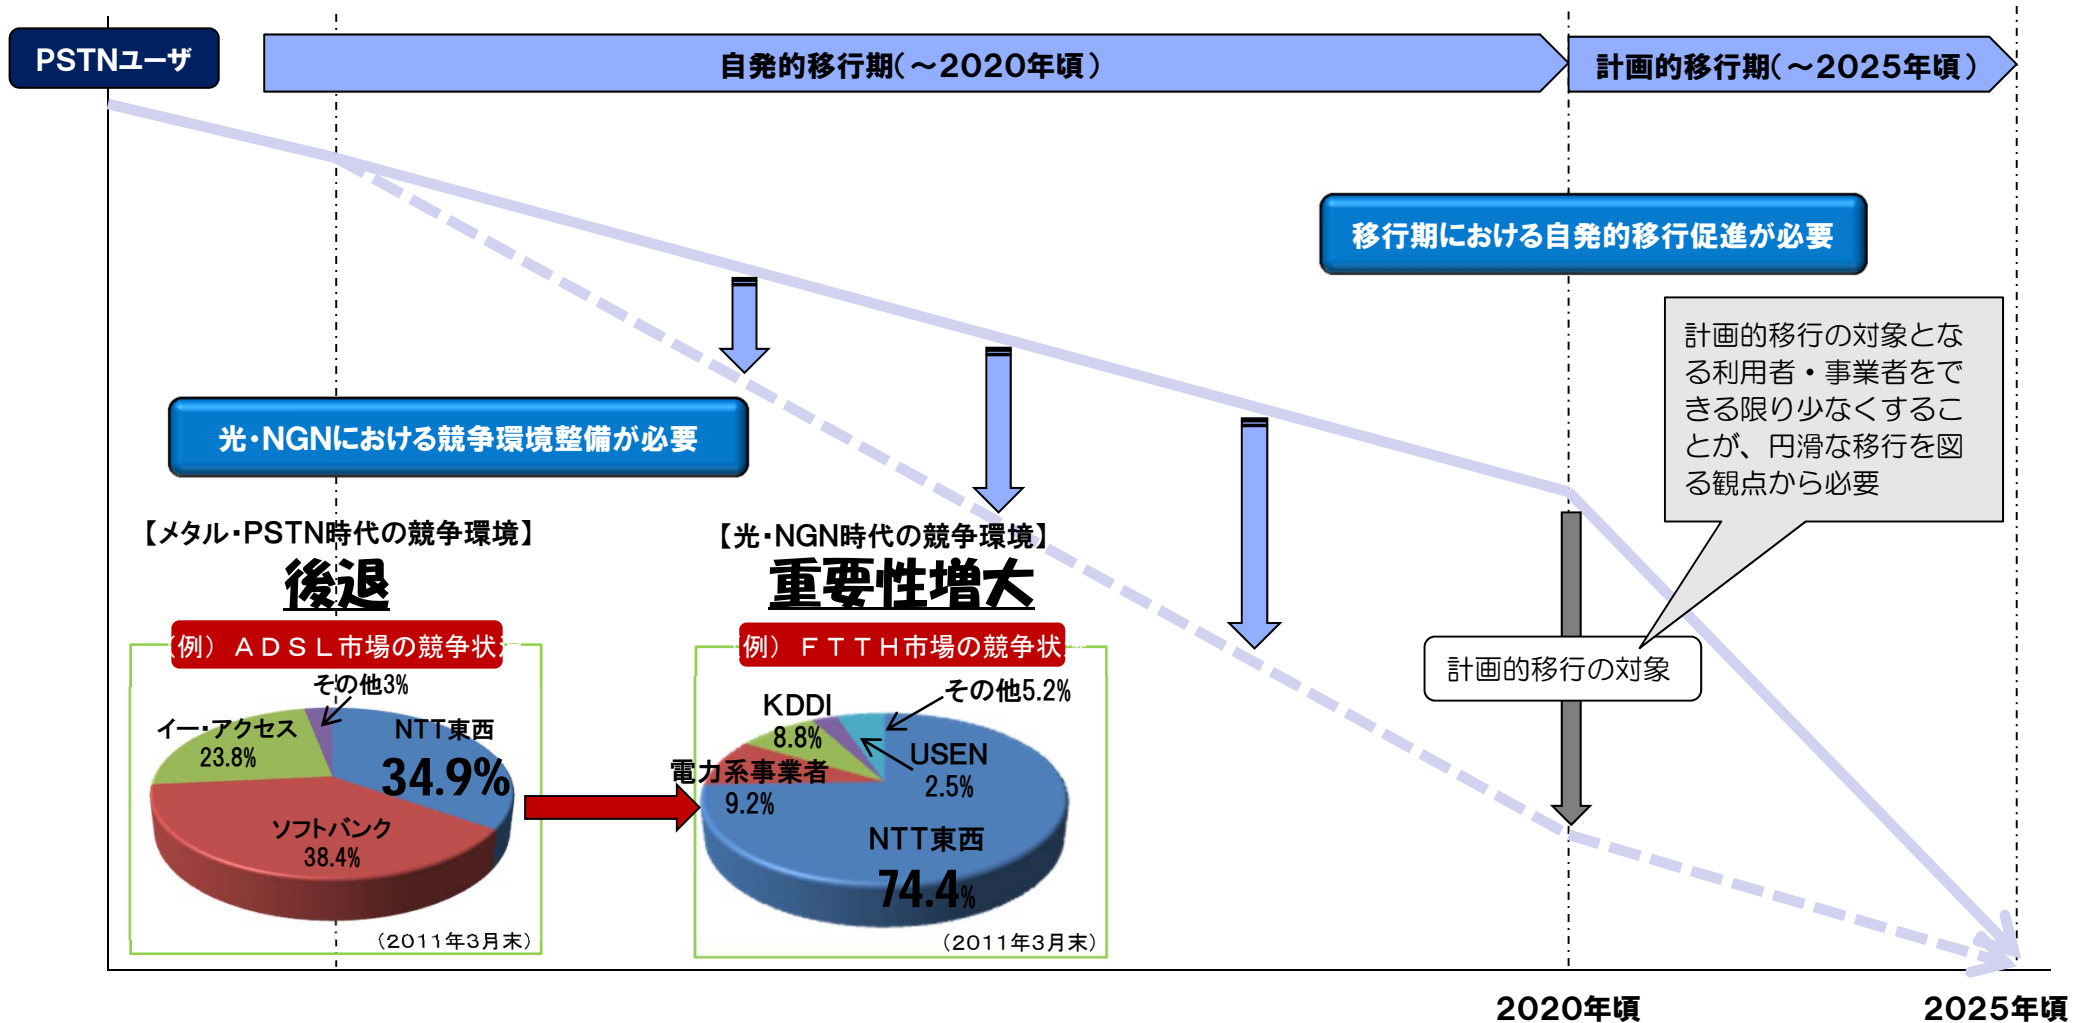 PSTNユーザ
自発的移行期(～2020年頃)
計画的移行期(～2025年頃)
移行期における自発的移行促進が必要
計画的移行の対象とな
る利用者・事業者をで
きる限り少なくするこ
とが、円滑な移行を図
る観点から必要
光・NGNにおける競争環境整備が必要
【メタル・PSTN時代の競争環境】
後退
【光・NGN時代の競争環境】
重要性増大
（例）ＡＤＳＬ市場の競争状
その他3%
イー・アクセス
23.8%
NTT東西
34.9%
ソフトバンク
38.4%
（2011年3月末）
例）ＦＴＴＨ市場の競争状
その他5.2%
KDDI
8.8%
USEN
2.5%
電力系事業者
9.2%
NTT東西
74.4%
（2011年3月末）
計画的移行の対象
2020年頃
2025年頃